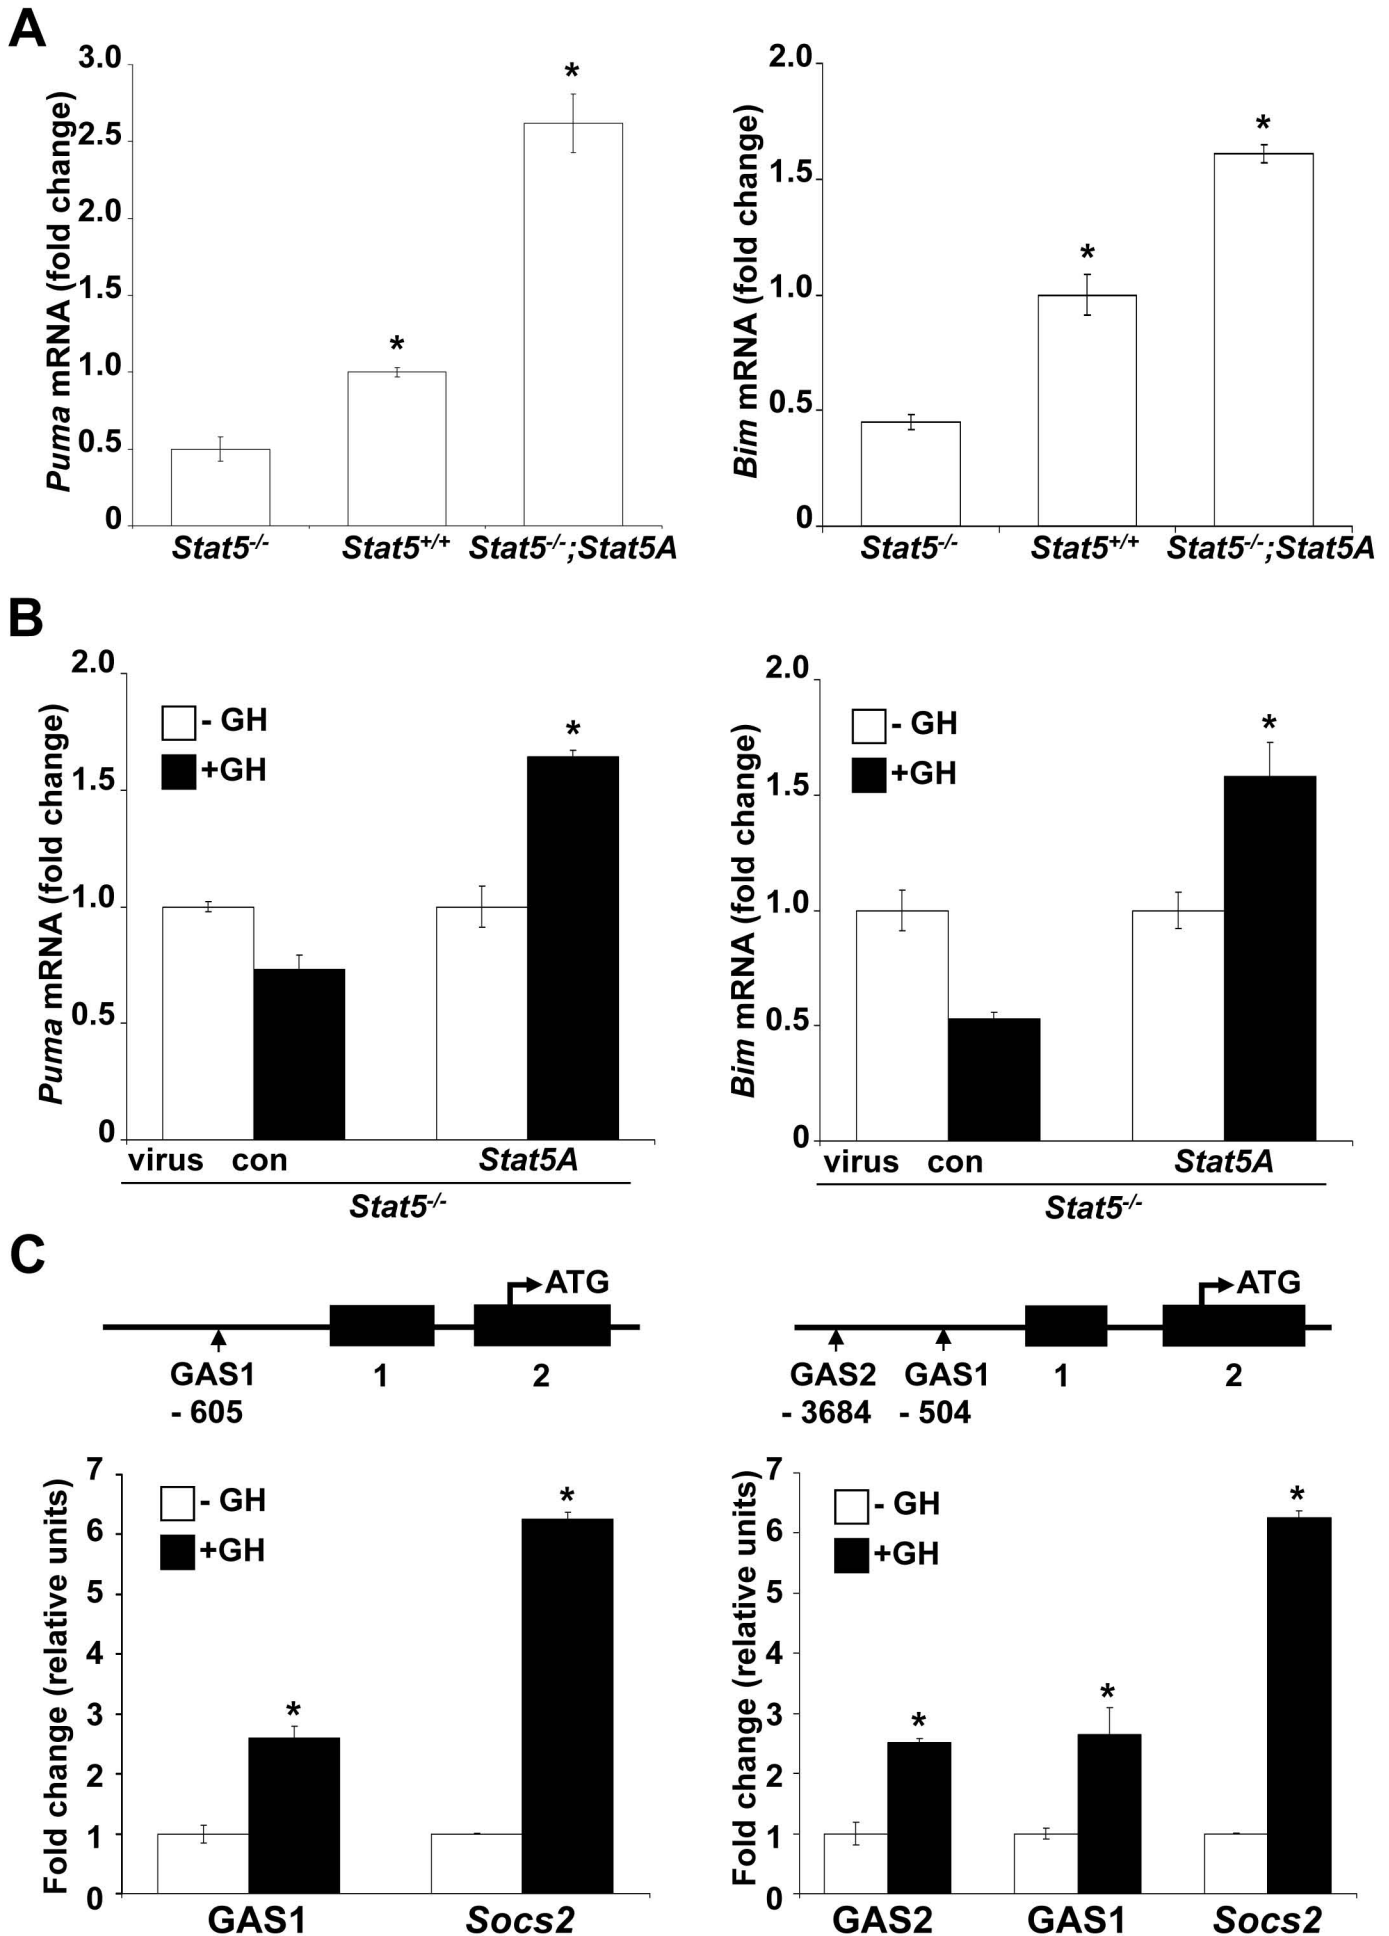 A
Puma mRNA (fold change)
3.0
2.5
2.0
1.5
1.0
0.5
0
*
*
Stat5-/-
Stat5+/+
Stat5-/-;Stat5A
Bim mRNA (fold change)
2.0
1.5
1.0
0.5
0
*
*
Stat5-/-
Stat5+/+
Stat5-/-;Stat5A
B
Puma mRNA (fold change)
2.0
1.5
1.0
0.5
0
- GH
+GH
*
virus con
Stat5A
Stat5-/-
Bim mRNA (fold change)
2.0
1.5
1.0
0.5
0
- GH
+GH
*
virus con
Stat5A
Stat5-/-
C
ATG
GAS1
- 605
1
2
ATG
GAS2
- 3684
GAS1
- 504
1
2
Fold change (relative units)
7
6
5
4
3
2
1
0
- GH
+GH
*
*
GAS1
Socs2
Fold change (relative units)
7
6
5
4
3
2
1
0
- GH
+GH
*
*
*
GAS2
GAS1
Socs2